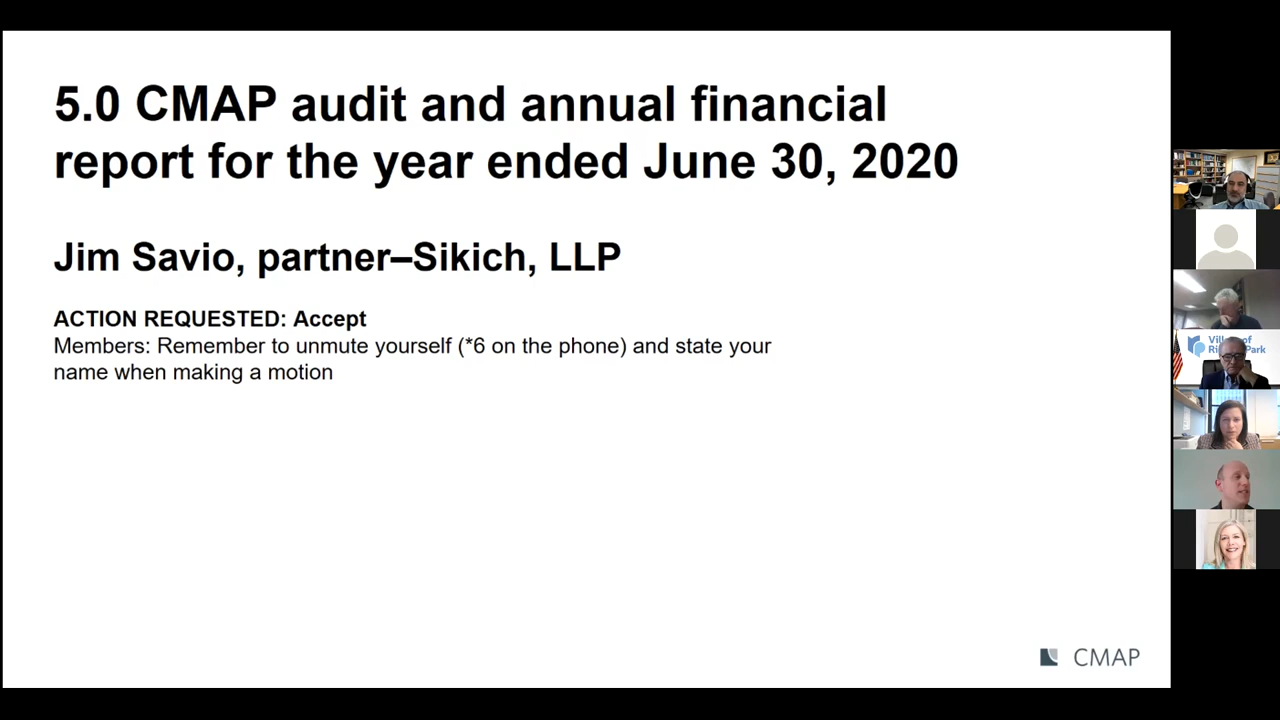 5.0 CMAP audit and annual financial
report for the year ended June 30, 2020
Jim Savio, partner–Sikich, LLP
ACTION REQUESTED: Accept
Members: Remember to unmute yourself (*6 on the phone) and state your
name when making a motion
CMAP